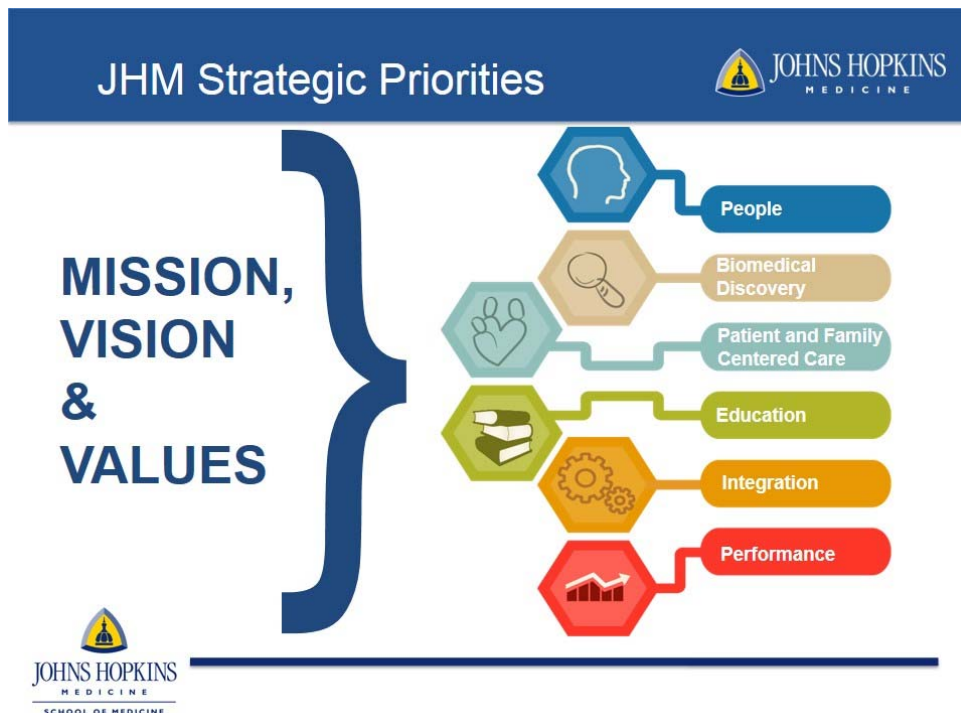 JHM Strategic Priorities
JOHNS HOPKINS
MEDICINE
MISSION,
VISION
&
VALUES
People
Biomedical
Discovery
Patient and Family
Centered Care
Education
Integration
Performance
JOHNS HOPKINS
MEDICINE
SCHOOL OF MEDICINE